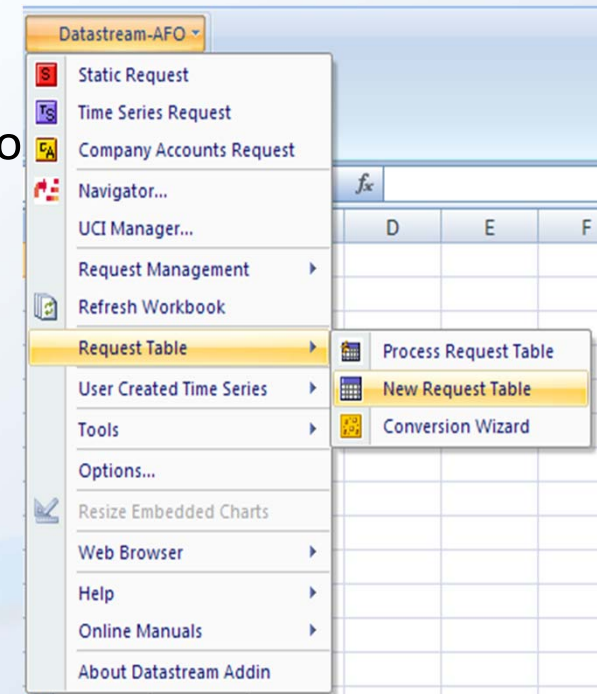 Datastream-AFO
S Static Request
TS Time Series Request
o
CA Company Accounts Request
Navigator...
fx
UCI Manager...
D E F
Request Management
Refresh Workbook
Request Table
Process Request Table
New Request Table
User Created Time Series
Conversion Wizard
Tools
Options...
Resize Embedded Charts
Web Browser
Help
Online Manuals
About Datastream Addin